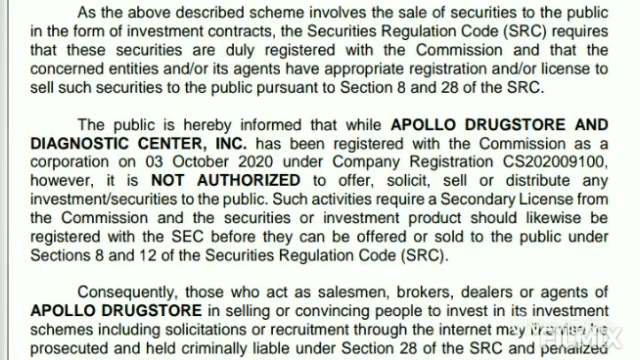 As the above described scheme involves the sale of securities to the public
in the form of investment contracts, the Securities Regulation Code (SRC) requires
that these securities are duly registered with the Commission and that the
concerned entities and/or its agents have appropriate registration and/or license to
sell such securities to the public pursuant to Section 8 and 28 of the SRC.
The public is hereby informed that while APOLLO DRUGSTORE AND
DIAGNOSTIC CENTER, INC. has been registered with the Commission as a
corporation on 03 October 2020 under Company Registration CS202009100,
however, it is NOT AUTHORIZED to offer, solicit, sell or distribute any
investment/securities to the public. Such activities require a Secondary License from
the Commission and the securities or investment product should likewise be
registered with the SEC before they can be offered or sold to the public under
Sections 8 and 12 of the Securities Regulation Code (SRC).
Consequently, those who act as salesmen, brokers, dealers or agents of
APOLLO DRUGSTORE in selling or convincing people to invest in its investment
schemes including solicitations or recruitment through the internet may likewise be
prosecuted and held criminally liable under Section 28 of the SRC and penalized